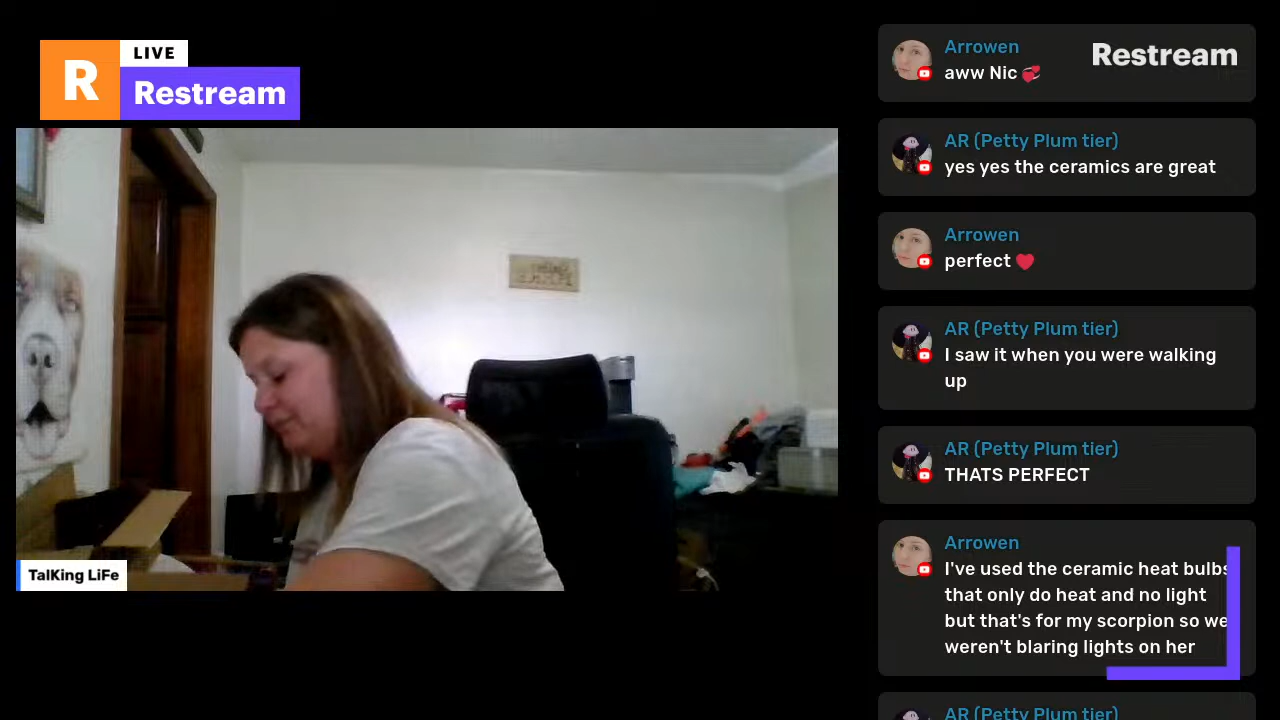 R
LIVE
Restream
TalKing LiFe
Restream
Arrowen
aww Nic 💞
AR (Petty Plum tier)
yes yes the ceramics are great
Arrowen
perfect ❤️
AR (Petty Plum tier)
I saw it when you were walking
up
AR (Petty Plum tier)
THATS PERFECT
Arrowen
I've used the ceramic heat bulbs
that only do heat and no light
but that's for my scorpion so we
weren't blaring lights on her
AR (Petty Plum tier)